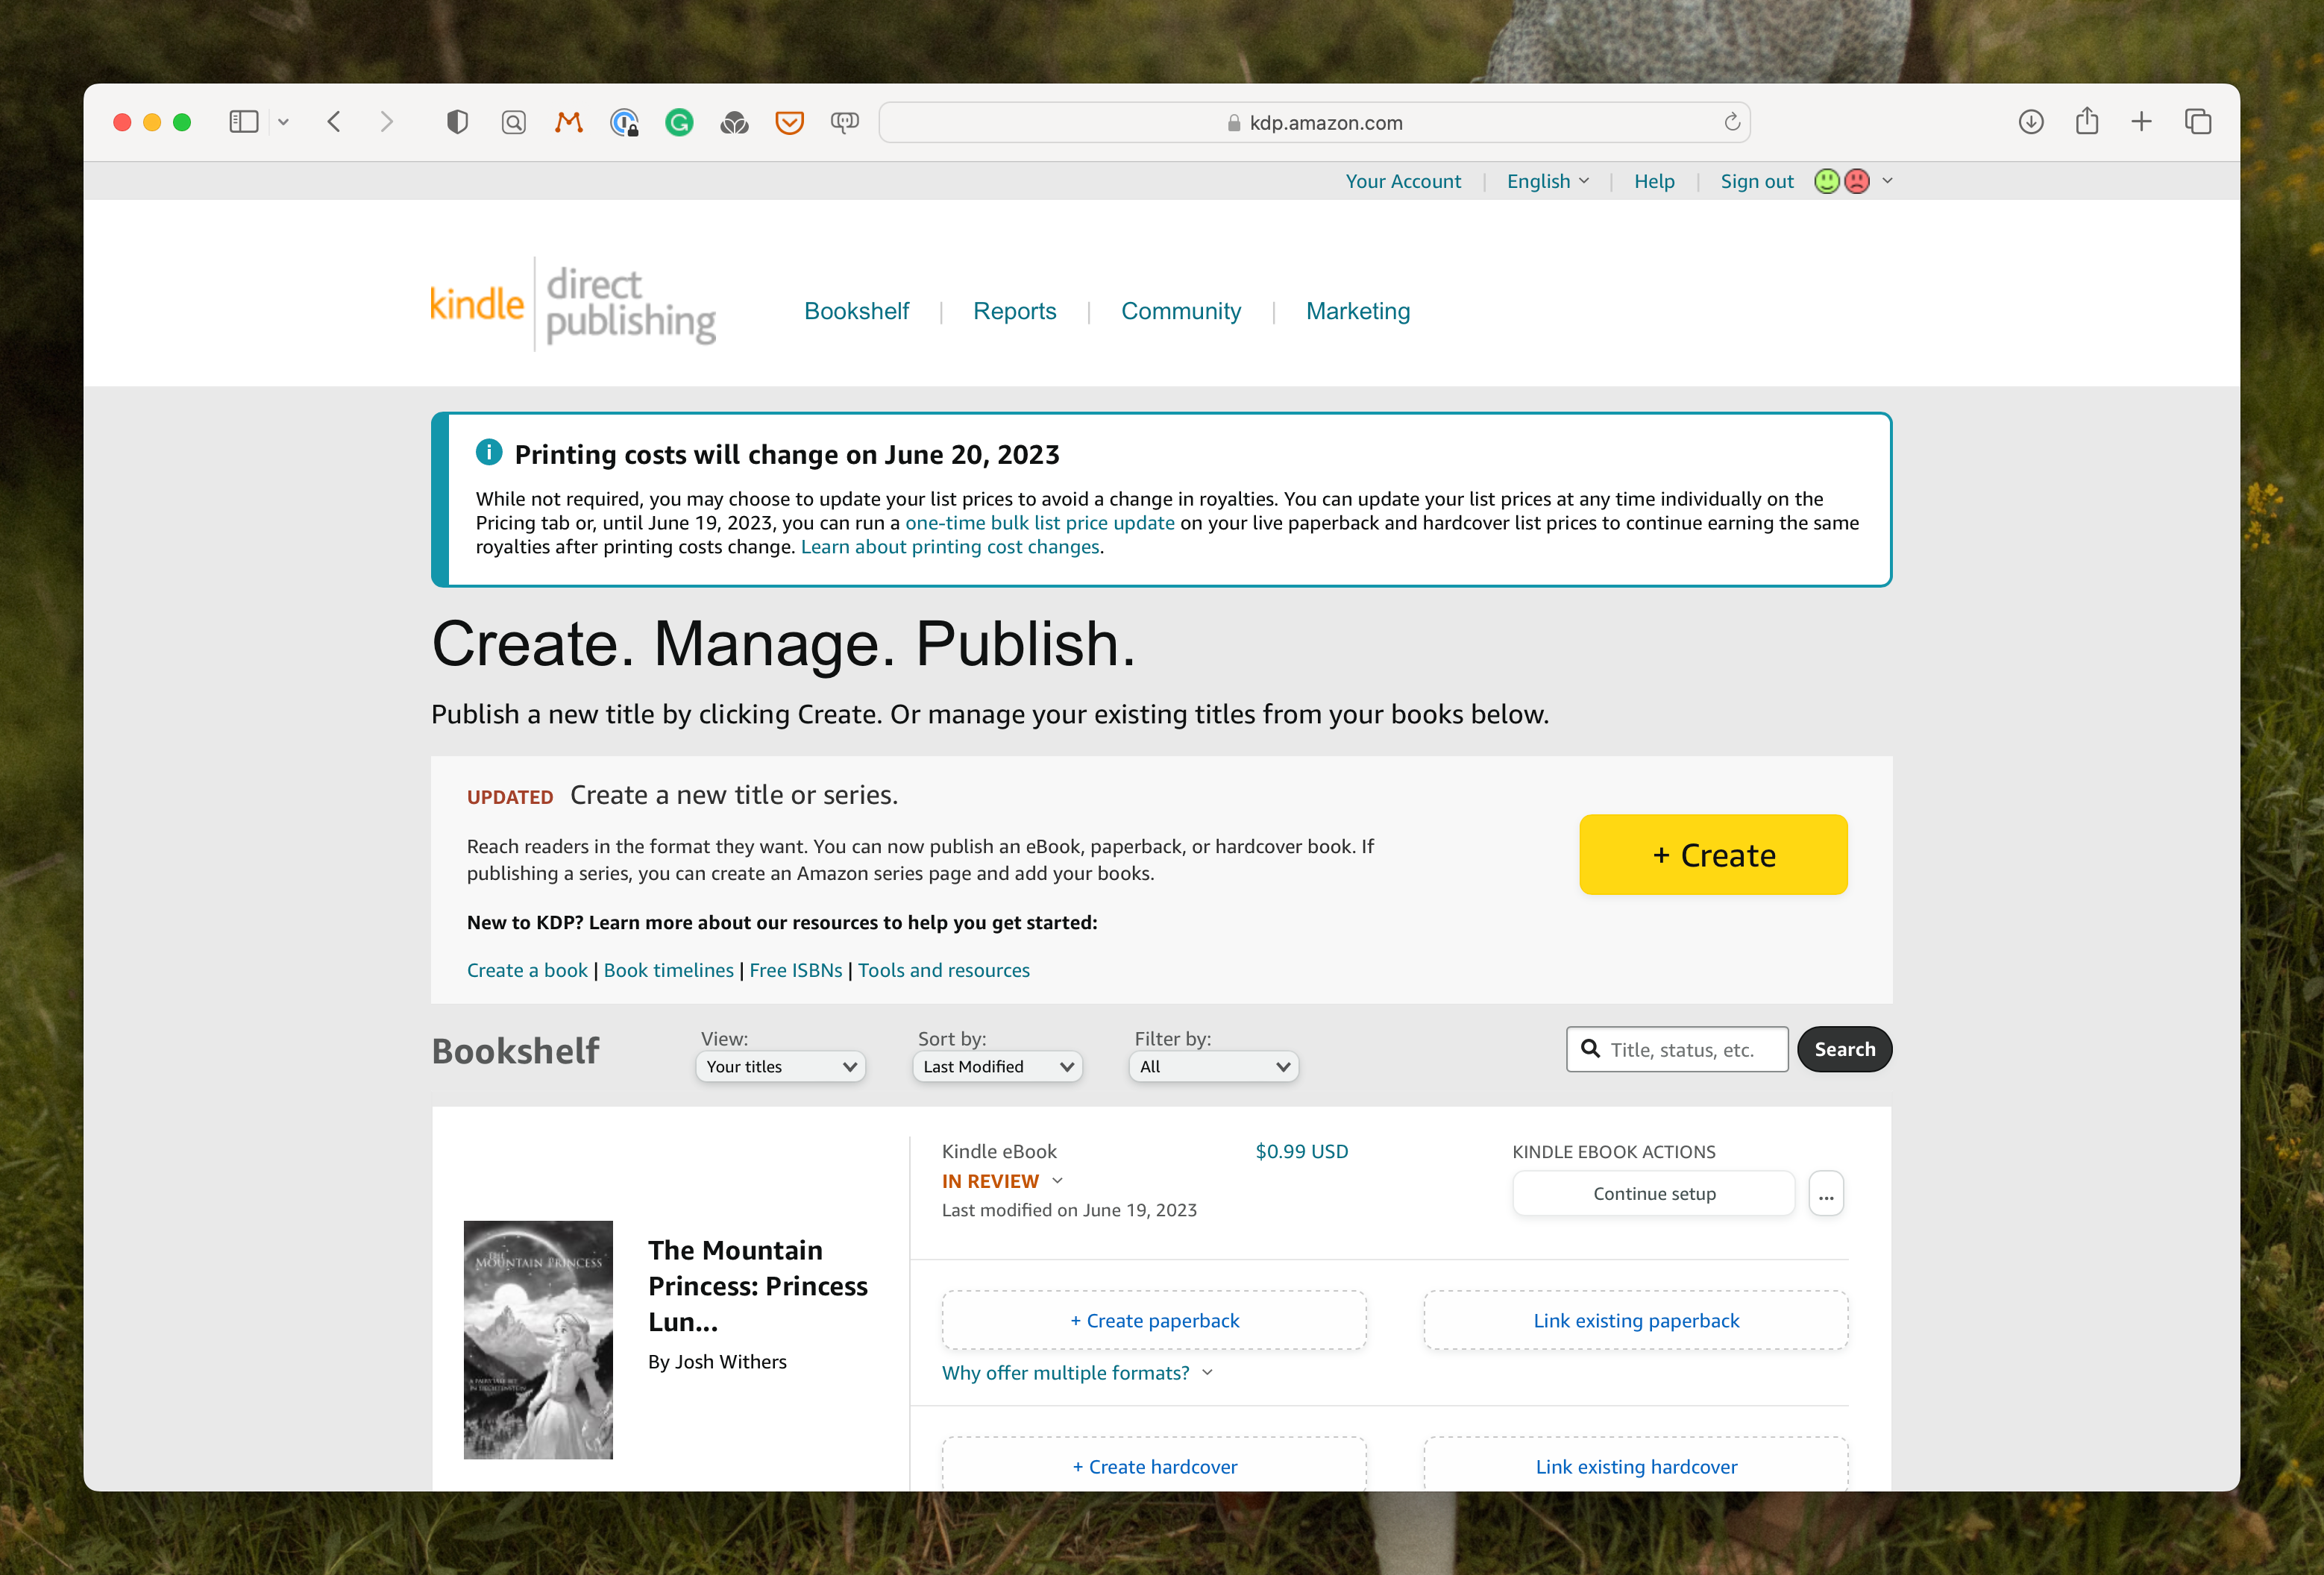 kdp.amazon.com
Your Account | English | Help | Sign out
kindle direct publishing
Bookshelf | Reports | Community | Marketing
Printing costs will change on June 20, 2023
While not required, you may choose to update your list prices to avoid a change in royalties. You can update your list prices at any time individually on the
Pricing tab or, until June 19, 2023, you can run a one-time bulk list price update on your live paperback and hardcover list prices to continue earning the same
royalties after printing costs change. Learn about printing cost changes.
Create. Manage. Publish.
Publish a new title by clicking Create. Or manage your existing titles from your books below.
UPDATED Create a new title or series.
Reach readers in the format they want. You can now publish an eBook, paperback, or hardcover book. If
publishing a series, you can create an Amazon series page and add your books.
+ Create
New to KDP? Learn more about our resources to help you get started:
Create a book | Book timelines | Free ISBNs | Tools and resources
Bookshelf
View:
Your titles
Sort by:
Last Modified
Filter by:
All
Title, status, etc.
Search
THE
MOUNTAIN PRINCESS
A FAIRYTALE SET
IN LIECHTENSTEIN
The Mountain
Princess: Princess
Lun...
By Josh Withers
Kindle eBook
$0.99 USD
IN REVIEW
Last modified on June 19, 2023
KINDLE EBOOK ACTIONS
Continue setup
...
+ Create paperback
Link existing paperback
Why offer multiple formats?
+ Create hardcover
Link existing hardcover